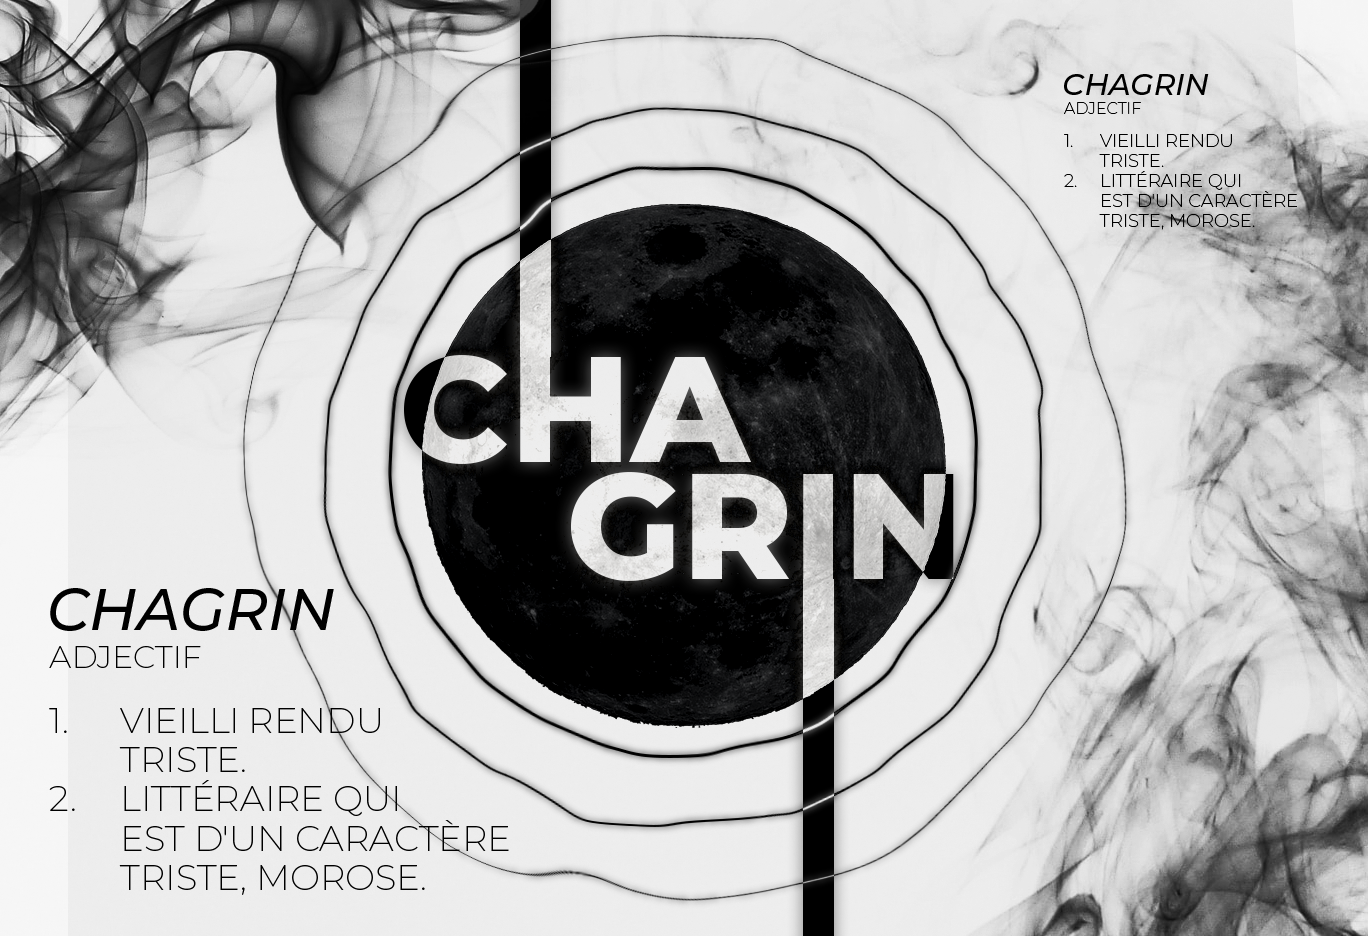 CHAGRIN
ADJECTIF
1. VIEILLI RENDU
TRISTE.
2. LITTÉRAIRE QUI
EST D'UN CARACTÈRE
TRISTE, MOROSE.
CHA
GRIN
CHAGRIN
ADJECTIF
1. VIEILLI RENDU
TRISTE.
2. LITTÉRAIRE QUI
EST D'UN CARACTÈRE
TRISTE, MOROSE.